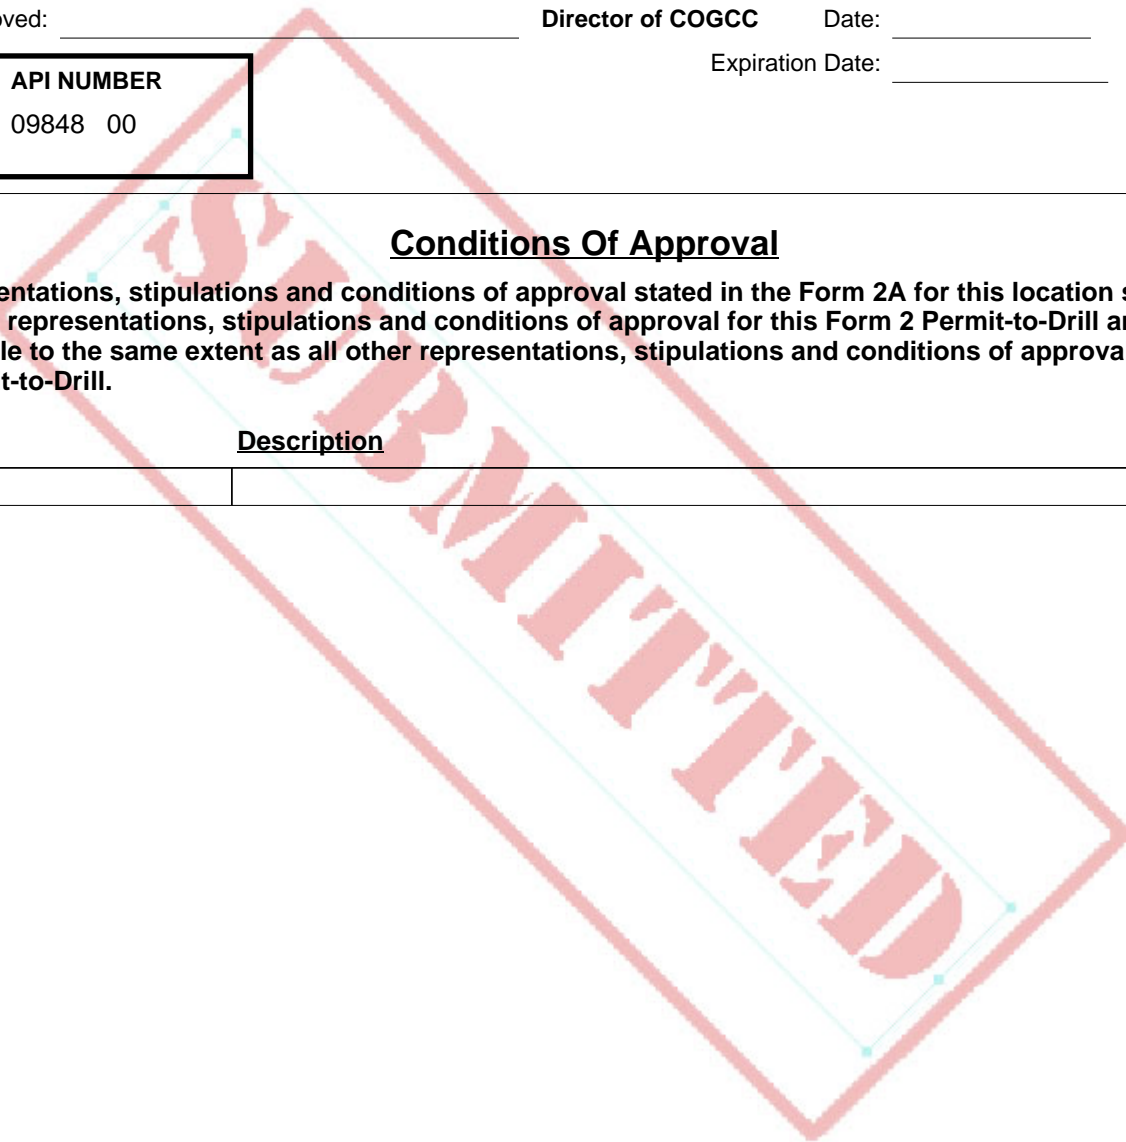 oved: Director of COGCC Date:
Expiration Date:
API NUMBER
09848 00
Conditions Of Approval
entations, stipulations and conditions of approval stated in the Form 2A for this location s
representations, stipulations and conditions of approval for this Form 2 Permit-to-Drill a
le to the same extent as all other representations, stipulations and conditions of approva
t-to-Drill.
Description
SUBMITTED